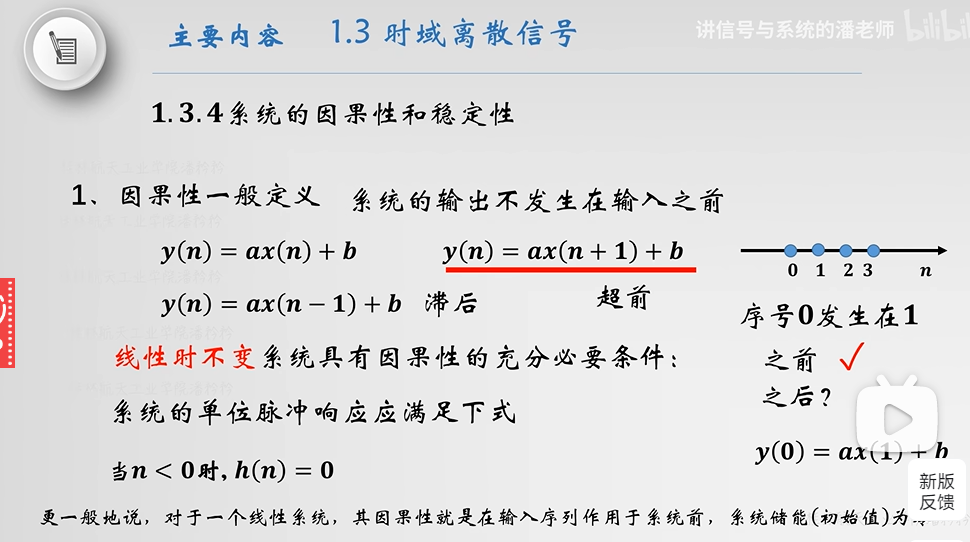 主要内容 1.3 时域离散信号
讲信号与系统的潘老师 bilibili
1.3.4系统的因果性和稳定性
1、因果性一般定义 系统的输出不发生在输入之前
y(n) = ax(n) + b y(n) = ax(n + 1) + b
0 1 2 3 n
y(n) = ax(n − 1) + b 滞后 超前
序号0发生在1
线性时不变系统具有因果性的充分必要条件:
之前 ✓
之后?
系统的单位脉冲响应应满足下式
y(0) = ax(1) + b
当n < 0时, h(n) = 0
新版
反馈
更一般地说，对于一个线性系统，其因果性就是在输入序列作用于系统前，系统储能(初始值)为